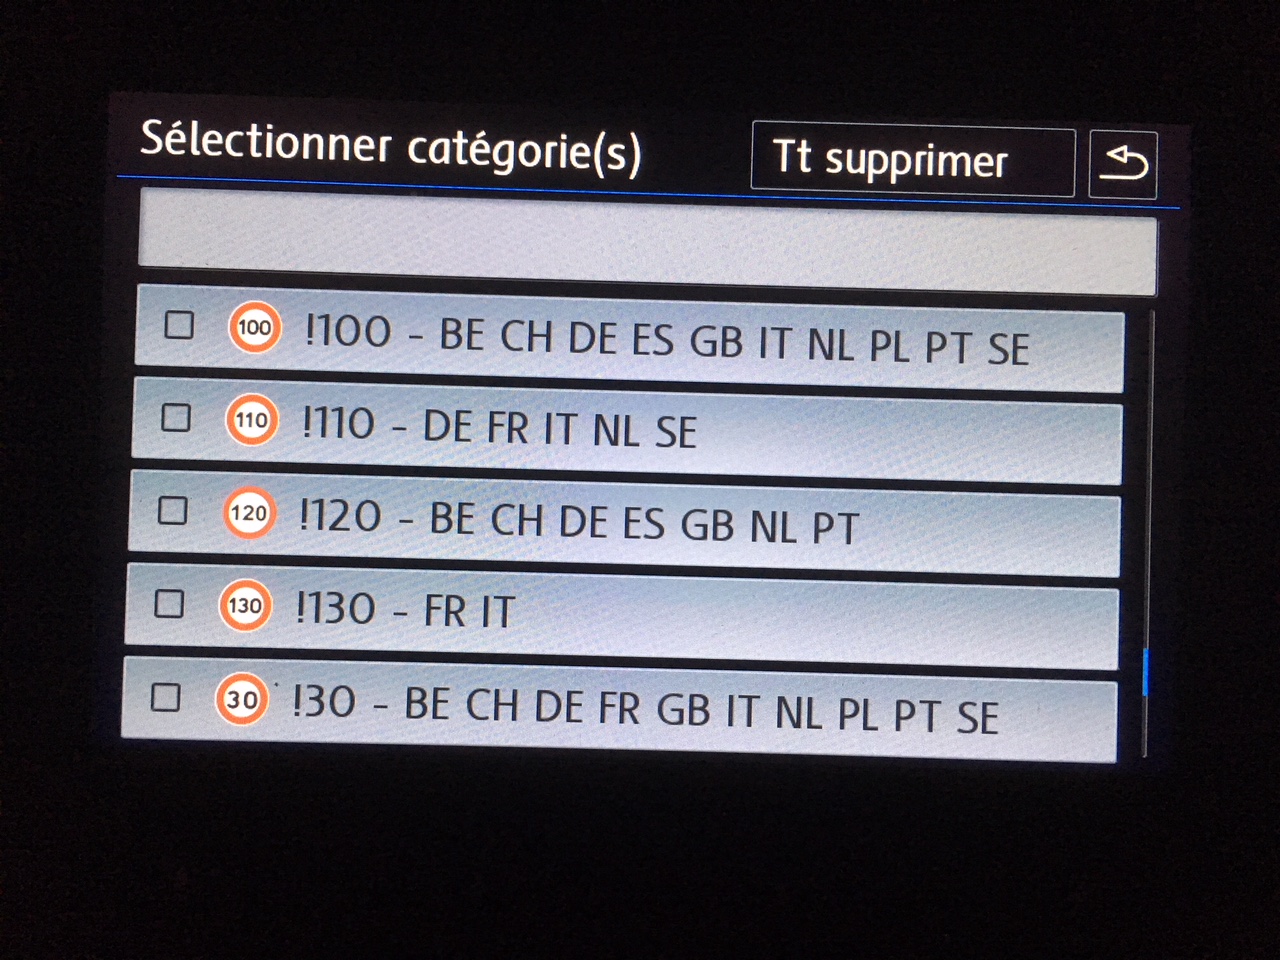 Sélectionner catégorie(s) Tt supprimer
100 !100 - BE CH DE ES GB IT NL PL PT SE
110 !110 - DE FR IT NL SE
120 !120 - BE CH DE ES GB NL PT
130 !130 - FR IT
30 !30 - BE CH DE FR GB IT NL PL PT SE